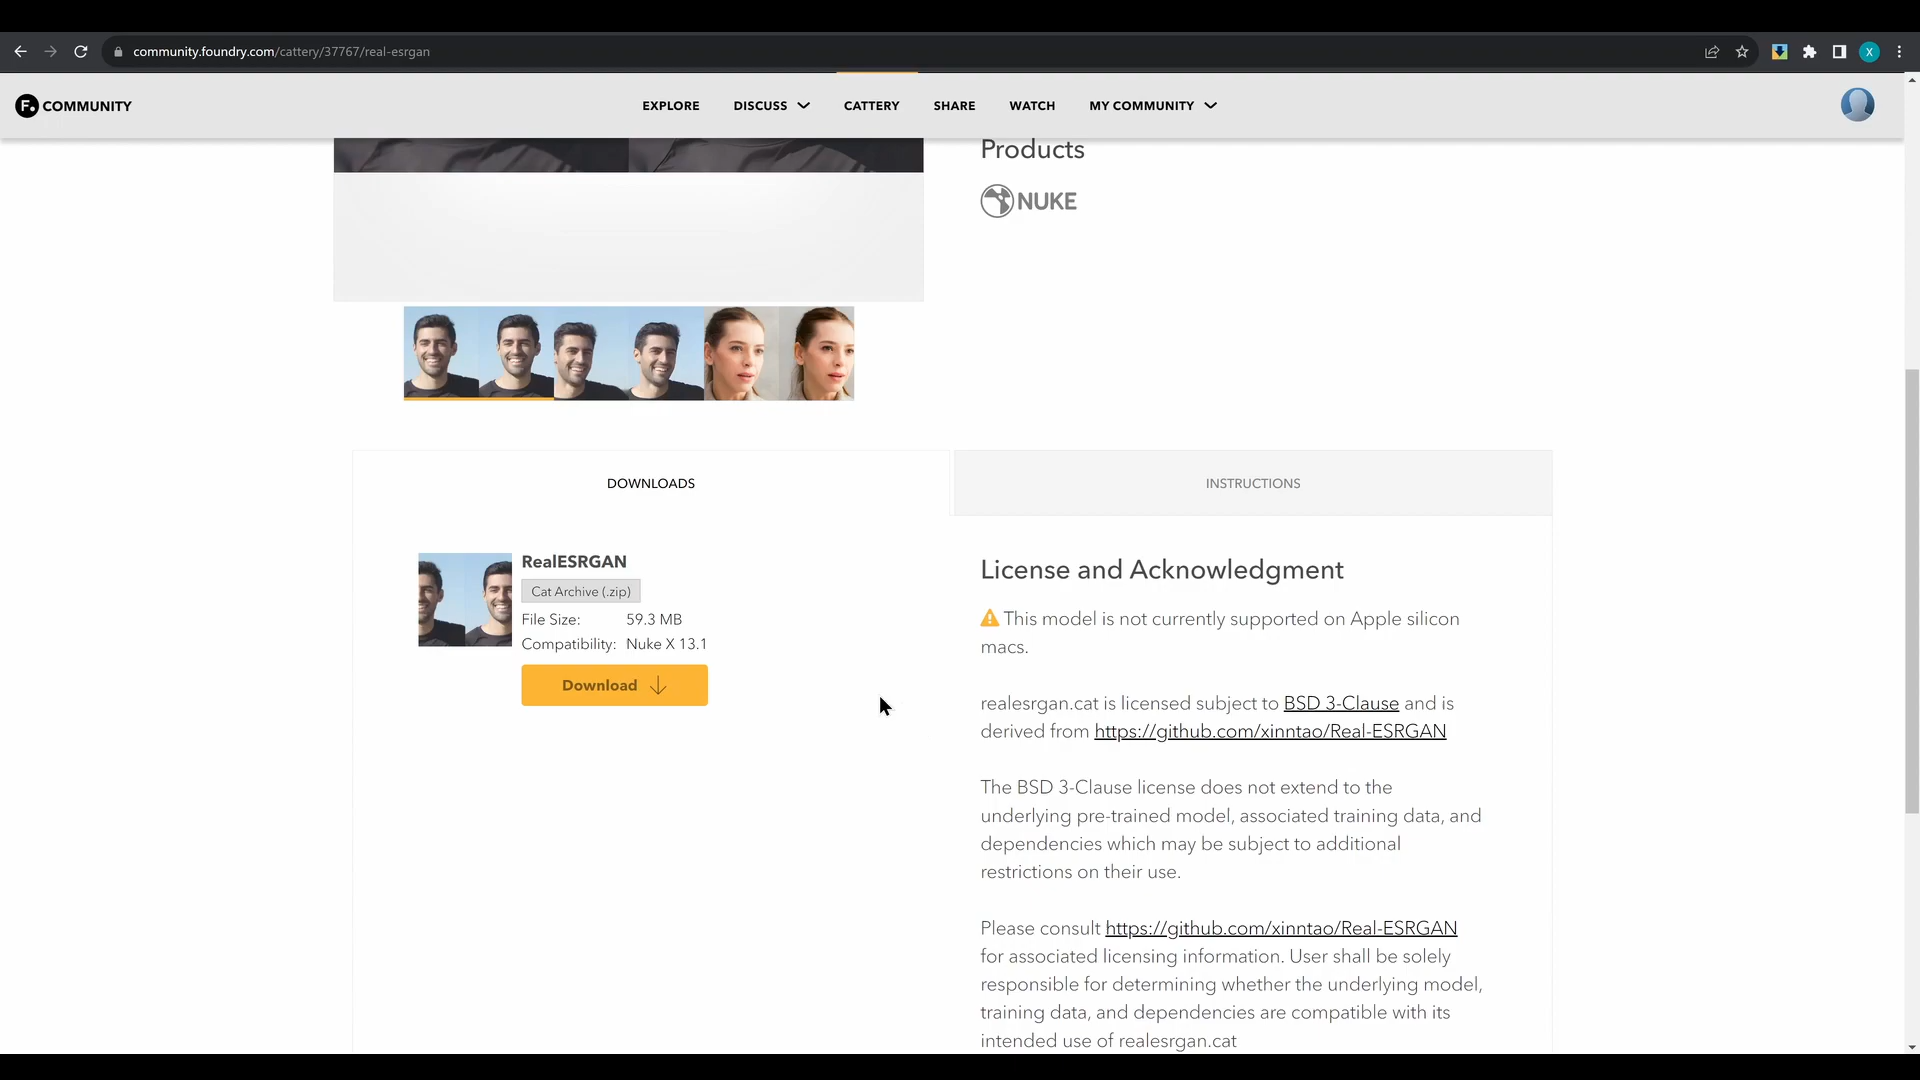 community.foundry.com/cattery/37767/real-esrgan
X
F. COMMUNITY
EXPLORE
DISCUSS
CATTERY
SHARE
WATCH
MY COMMUNITY
Products
NUKE
DOWNLOADS
INSTRUCTIONS
RealESRGAN
Cat Archive (.zip)
File Size: 59.3 MB
Compatibility: Nuke X 13.1
Download
License and Acknowledgment
This model is not currently supported on Apple silicon
macs.
realesrgan.cat is licensed subject to BSD 3-Clause and is
derived from https://github.com/xinntao/Real-ESRGAN
The BSD 3-Clause license does not extend to the
underlying pre-trained model, associated training data, and
dependencies which may be subject to additional
restrictions on their use.
Please consult https://github.com/xinntao/Real-ESRGAN
for associated licensing information. User shall be solely
responsible for determining whether the underlying model,
training data, and dependencies are compatible with its
intended use of realesrgan.cat